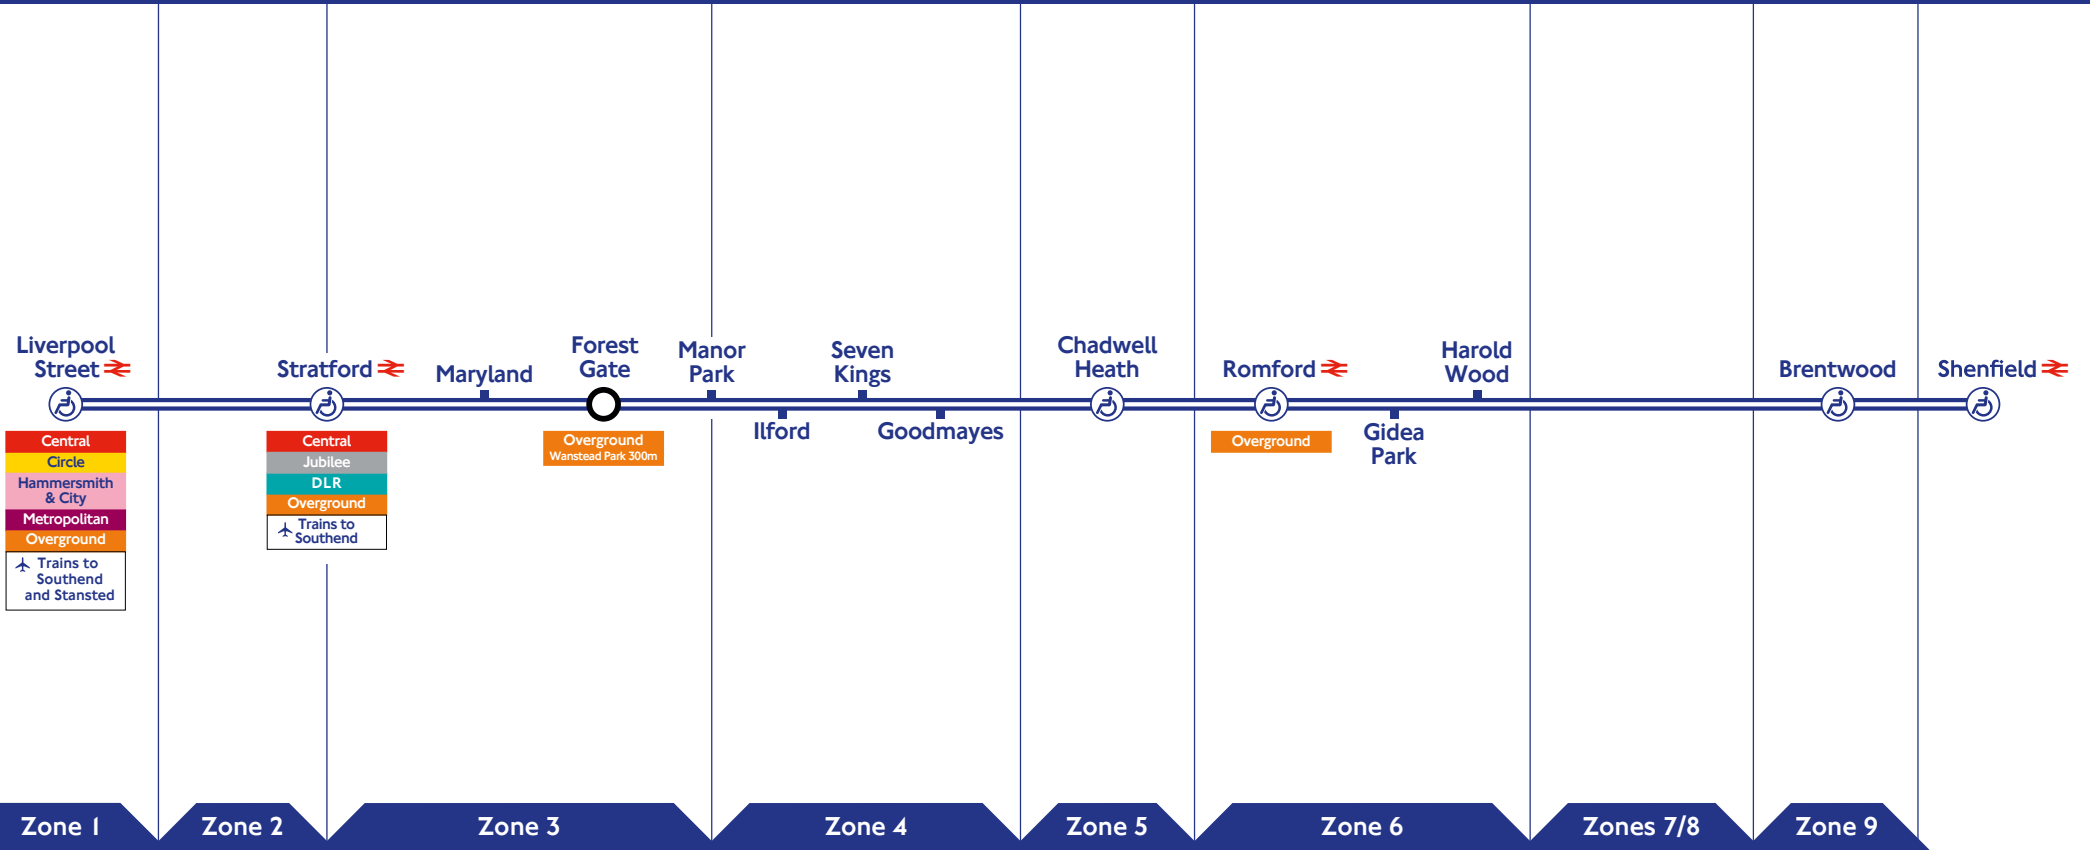 Liverpool
Street
Central
Circle
Hammersmith
& City
Metropolitan
Overground
Trains to
Southend
and Stansted
Stratford
Central
Jubilee
DLR
Overground
Trains to
Southend
Maryland
Forest
Gate
Overground
Wanstead Park 300m
Manor
Park
Ilford
Seven
Kings
Goodmayes
Chadwell
Heath
Romford
Overground
Gidea
Park
Harold
Wood
Brentwood
Shenfield
Zone 1
Zone 2
Zone 3
Zone 4
Zone 5
Zone 6
Zones 7/8
Zone 9